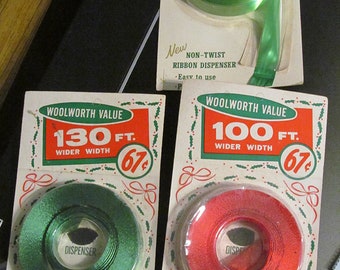 New
NON-TWIST
RIBBON DISPENSER
-Easy to use
WOOLWORTH VALUE
130 FT.
WIDER WIDTH
67¢
DISPENSER
WOOLWORTH VALUE
100 FT.
WIDER WIDTH
67¢
DISPENSER